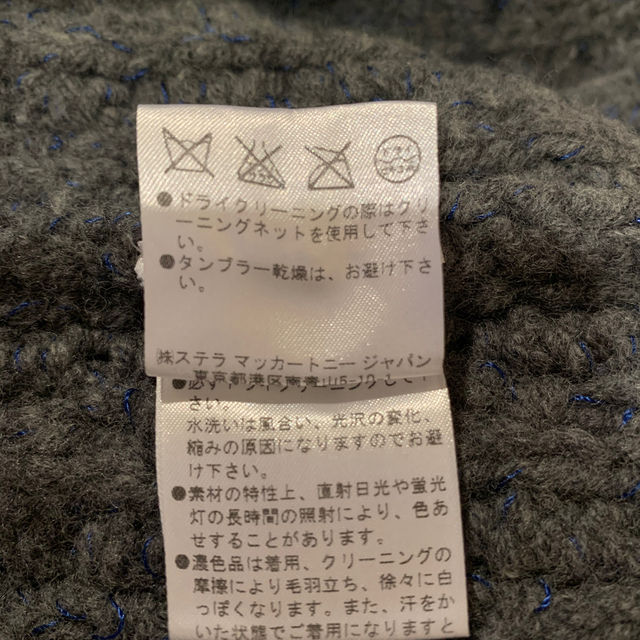 ●ドライクリーニングの際はクリ
ーニングネットを使用して下さ
い。
●タンブラー乾燥は、お避け下さ
い。
㈱ステラ マッカートニー ジャパン
東京都港区南青山5
さい。
水洗いは風合い、光沢の変化、
縮みの原因になりますのでお避
け下さい。
●素材の特性上、直射日光や蛍光
灯の長時間の照射により、色あ
せすることがあります。
●濃色品は着用、クリーニングの
摩擦により毛羽立ち、徐々に白
っぽくなります。また、汗をか
いた状態でご着用になりますと